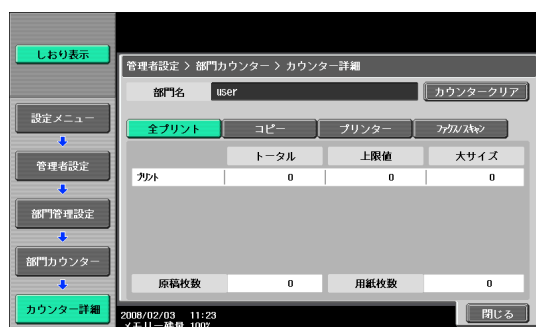 しおり表示
管理者設定 > 部門カウンター > カウンター詳細
部門名 user カウンタークリア
設定メニュー
全プリント コピー プリンター ファクス/スキャン
トータル 上限値 大サイズ
管理者設定
プリント 0 0 0
部門管理設定
部門カウンター
原稿枚数 0 用紙枚数 0
カウンター詳細
2008/02/03 11:23
メモリー残量 100%
閉じる